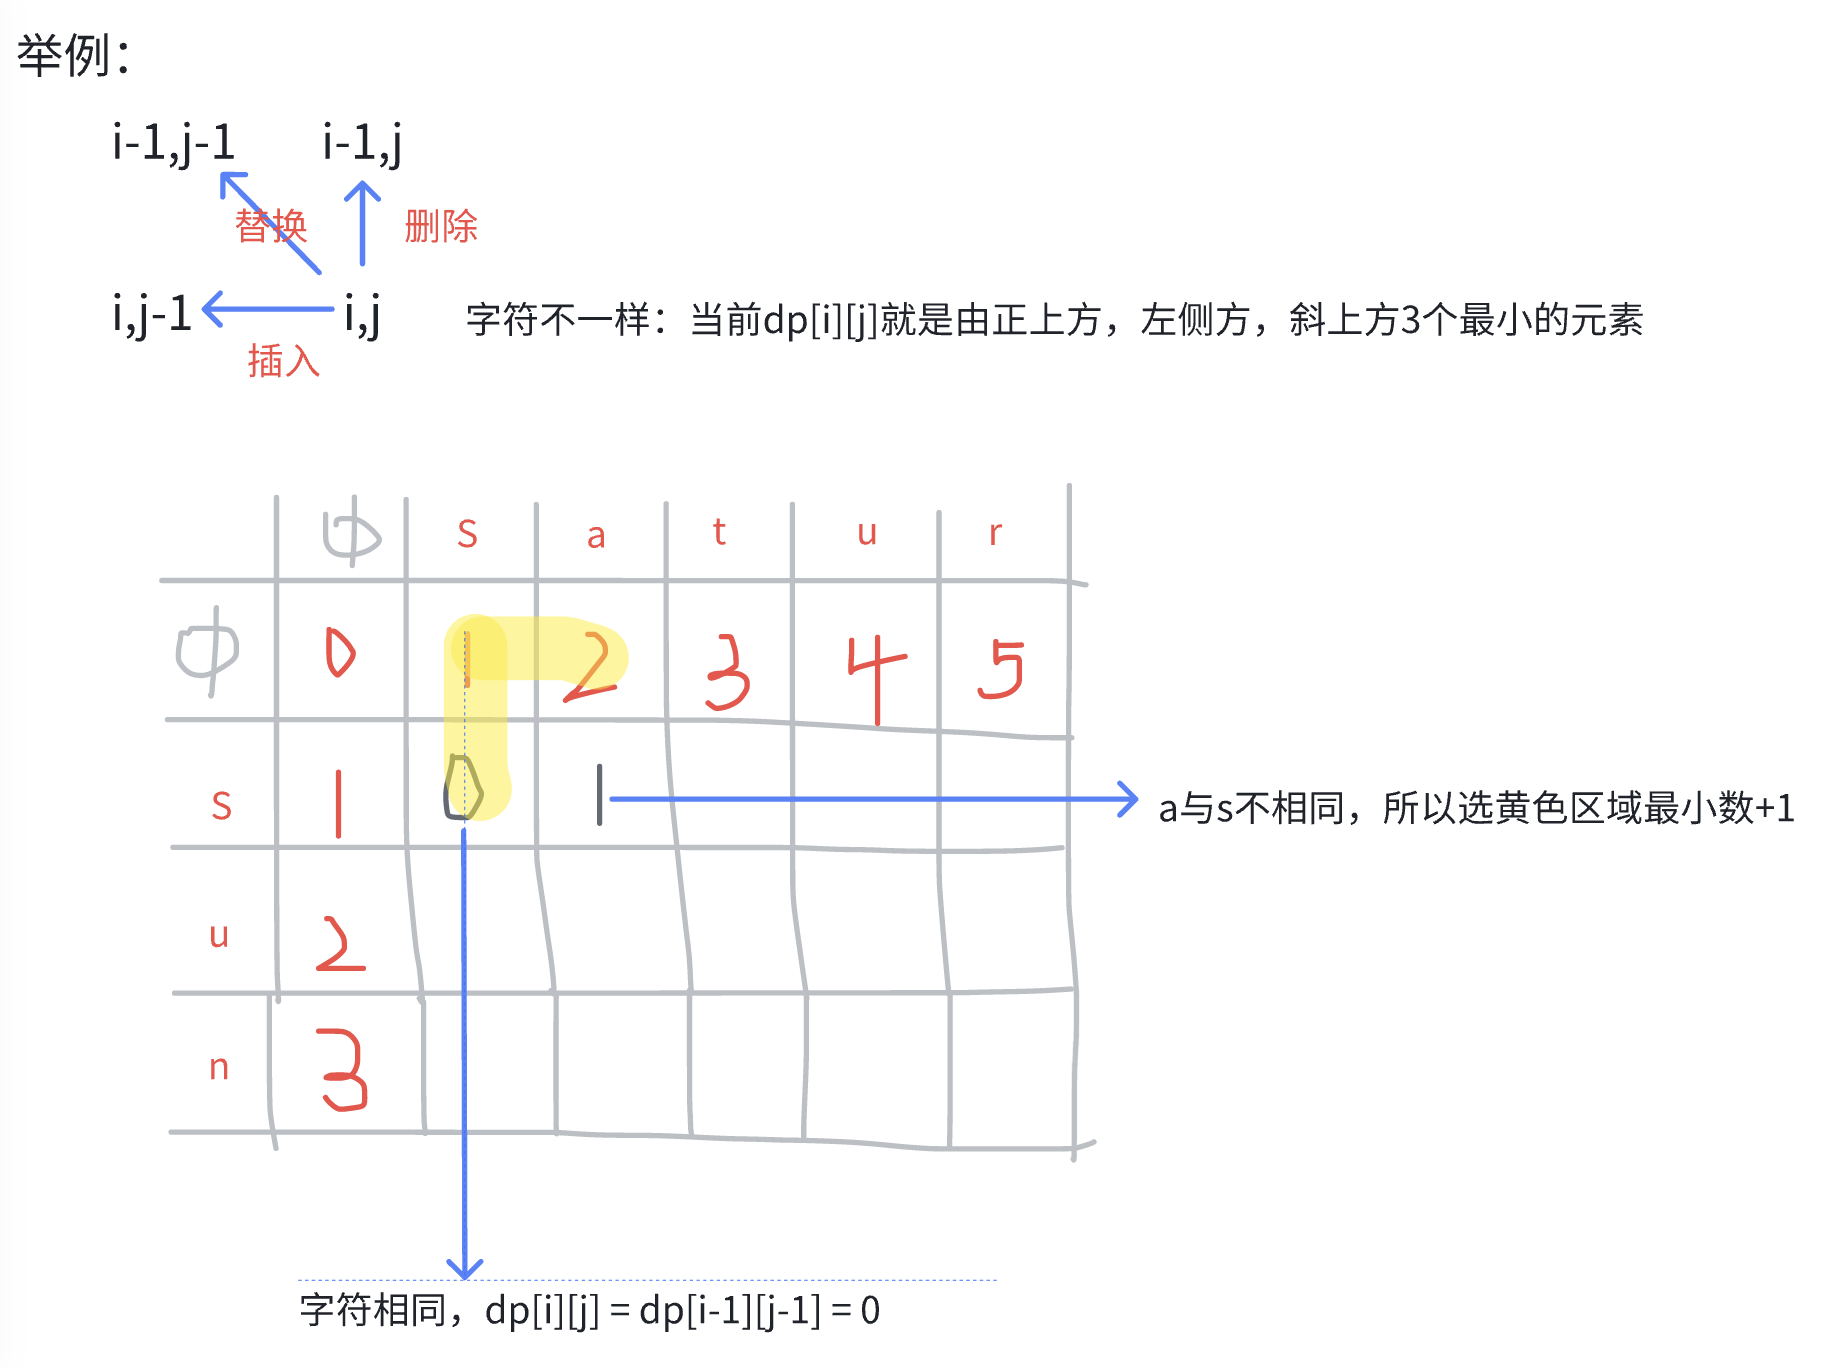 举例：
i-1,j-1 i-1,j
替换 删除
i,j-1 i,j 字符不一样：当前dp[i][j]就是由正上方，左侧方，斜上方3个最小的元素
插入
φ S a t u r
φ 0 1 2 3 4 5
S 1 0 1 a与s不相同，所以选黄色区域最小数+1
u 2
n 3
字符相同，dp[i][j] = dp[i-1][j-1] = 0